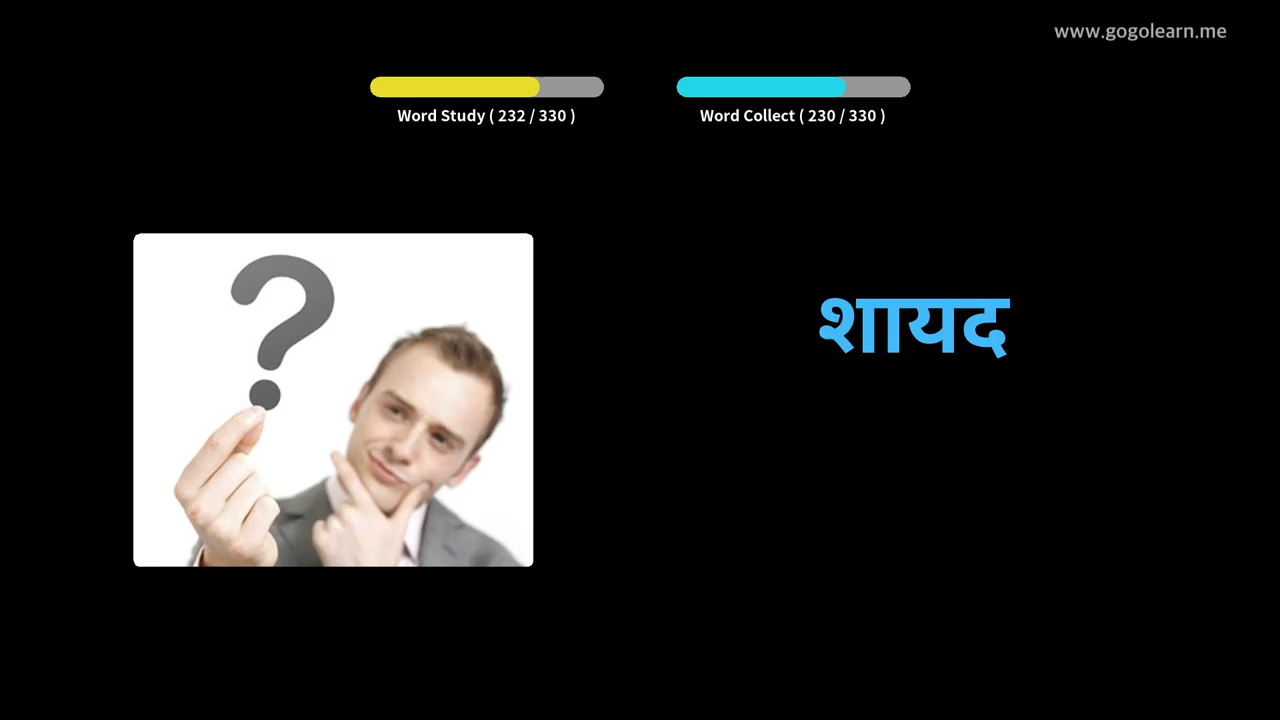 www.gogolearn.me
Word Study ( 232 / 330 )
Word Collect ( 230 / 330 )
?
शायद